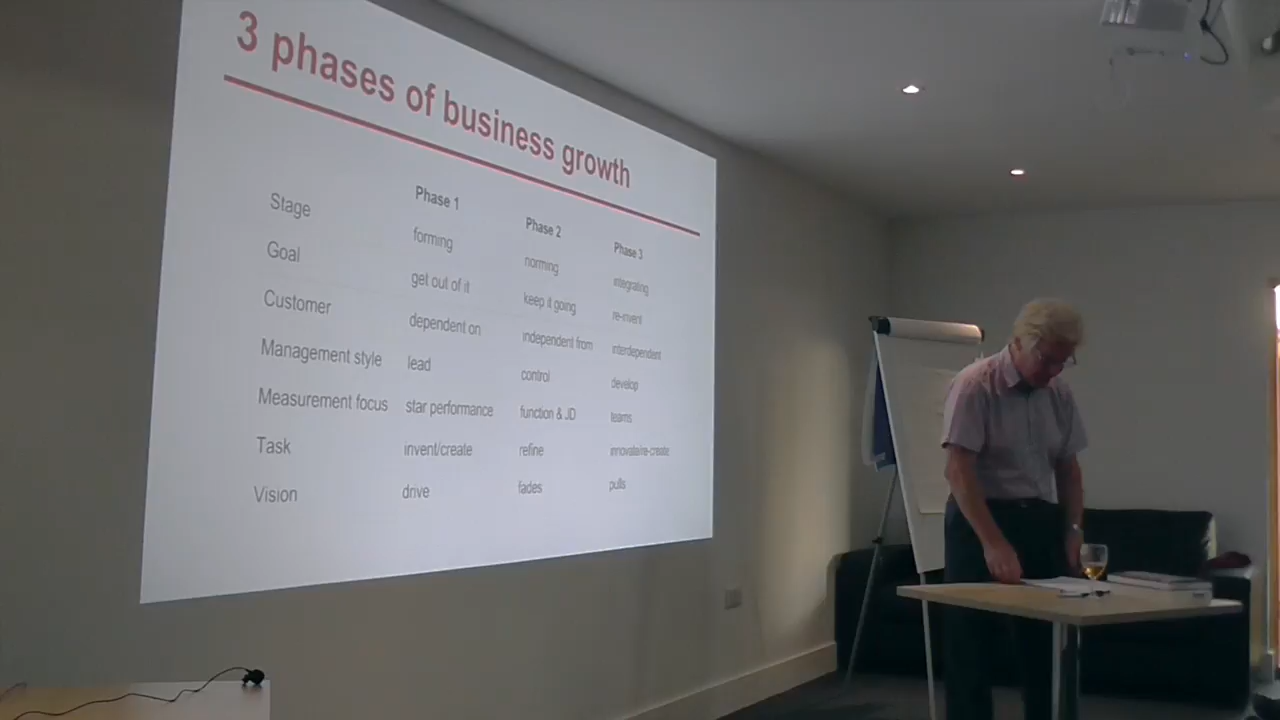 3 phases of business growth
Stage Phase 1 Phase 2 Phase 3
Goal forming norming integrating
Customer get out of it keep it going re-invent
Management style dependent on independent from interdependent
Measurement focus lead control develop
Task star performance function & JD teams
Vision invent/create refine innovate/re-create
drive fades pulls